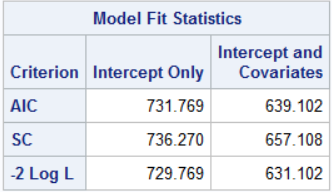 Model Fit Statistics
Criterion Intercept Only Intercept and Covariates
AIC 731.769 639.102
SC 736.270 657.108
-2 Log L 729.769 631.102